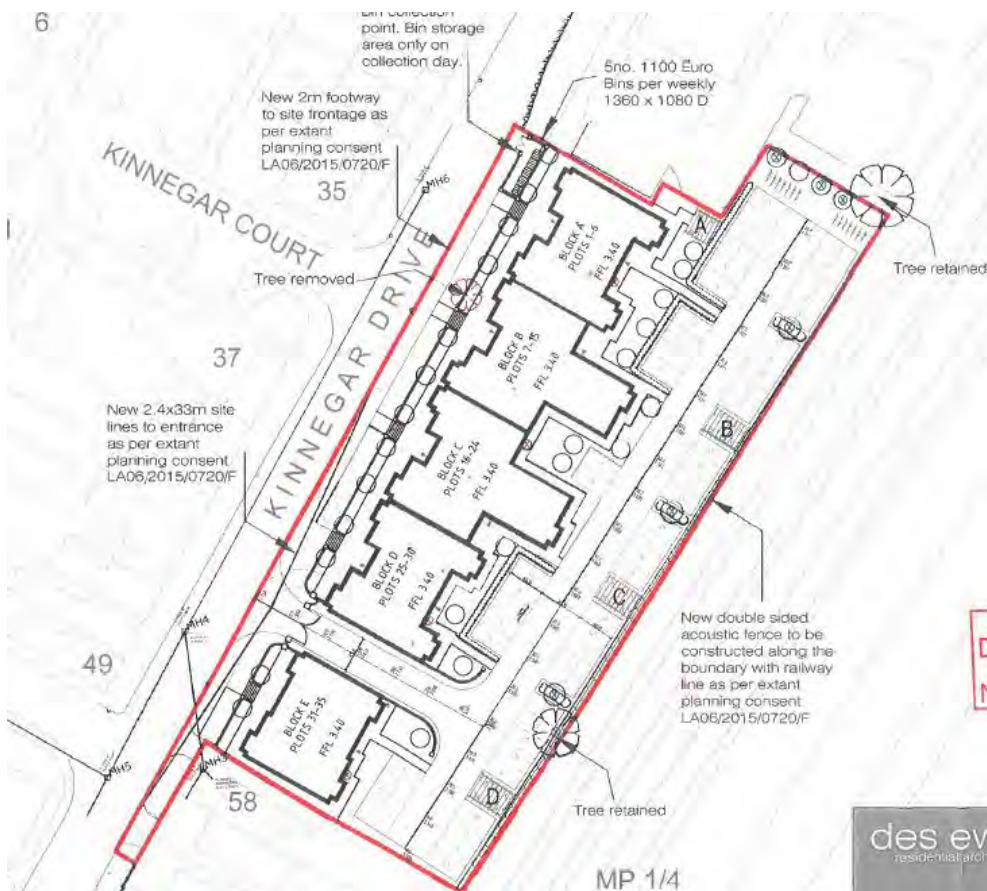 6
point. Bin storage
area only on
collection day.
5no. 1100 Euro
Bins per weekly
1360 x 1080 D
New 2m footway
to site frontage as
per extant
planning consent
LA06/2015/0720/F
35
MH6
KINNEGAR COURT
Tree removed
KINNEGAR DRIVE
37
New 2.4x33m site
lines to entrance
as per extant
planning consent
LA06/2015/0720/F
BLOCK A
PLOTS 1-6
FFL 3.40
BLOCK B
PLOTS 7-15
FFL 3.40
BLOCK C
PLOTS 16-24
FFL 3.40
BLOCK D
PLOTS 25-30
FFL 3.40
BLOCK E
PLOTS 31-35
FFL 3.40
A
B
C
D
Tree retained
New double sided
acoustic fence to be
constructed along the
boundary with railway
line as per extant
planning consent
LA06/2015/0720/F
Tree retained
MH4
49
MH5
MH3
58
MP 1/4
des